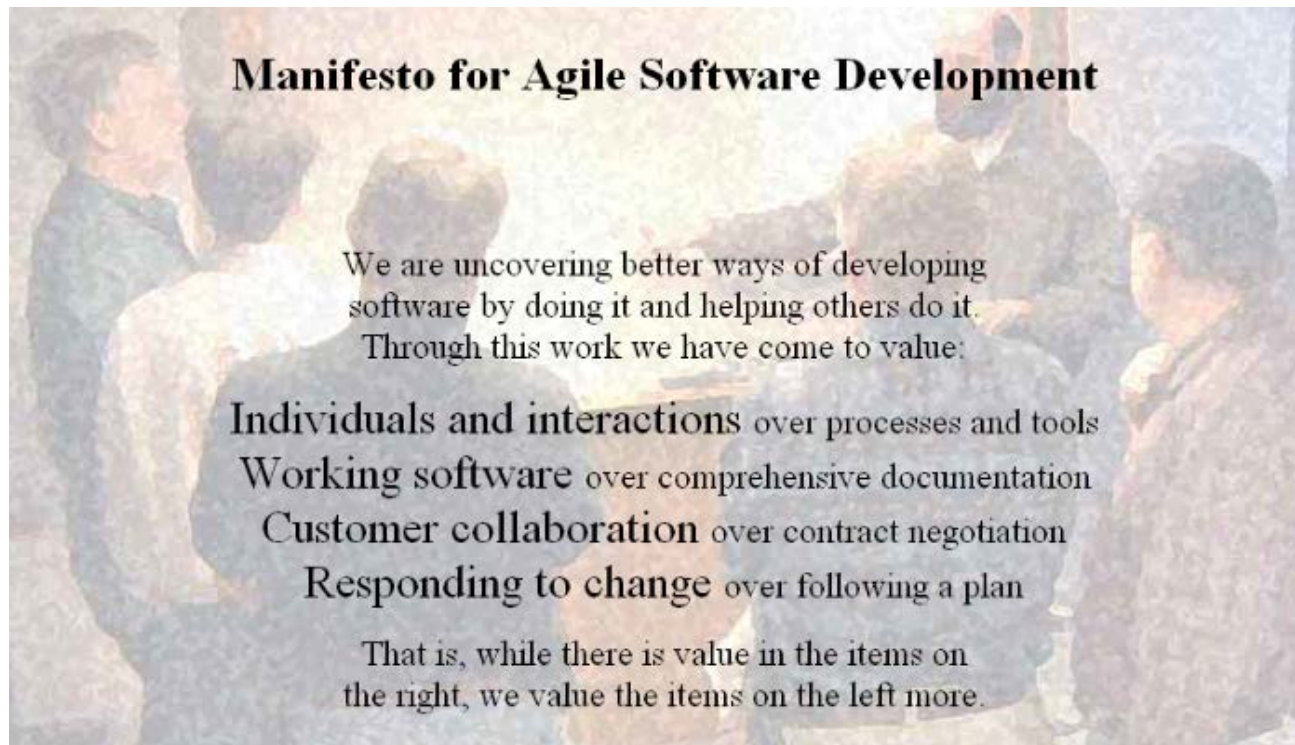 Manifesto for Agile Software Development
We are uncovering better ways of developing
software by doing it and helping others do it.
Through this work we have come to value:
Individuals and interactions over processes and tools
Working software over comprehensive documentation
Customer collaboration over contract negotiation
Responding to change over following a plan
That is, while there is value in the items on
the right, we value the items on the left more.